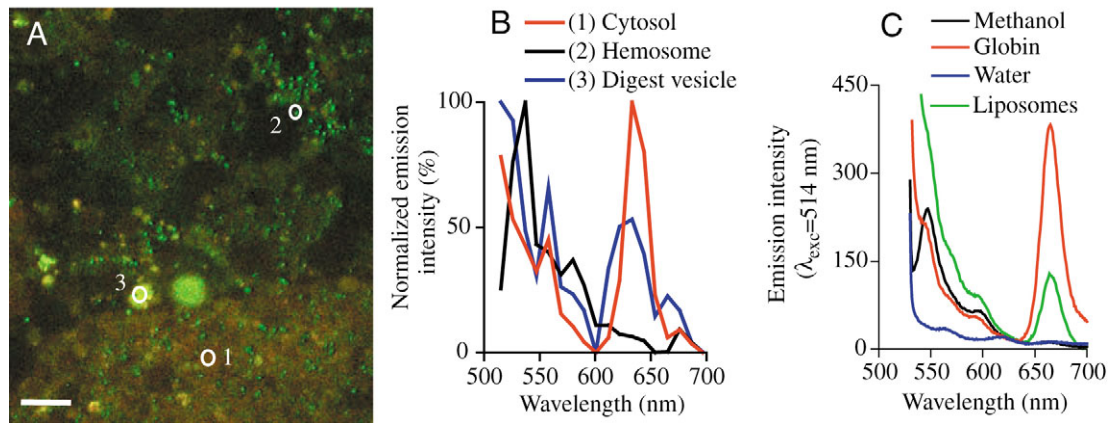 A
2
3
1
B
(1) Cytosol
(2) Hemosome
(3) Digest vesicle
Normalized emission
intensity (%)
100
50
0
500 550 600 650 700
Wavelength (nm)
C
Methanol
Globin
Water
Liposomes
Emission intensity
(λexc=514 nm)
450
300
150
0
500 550 600 650 700
Wavelength (nm)